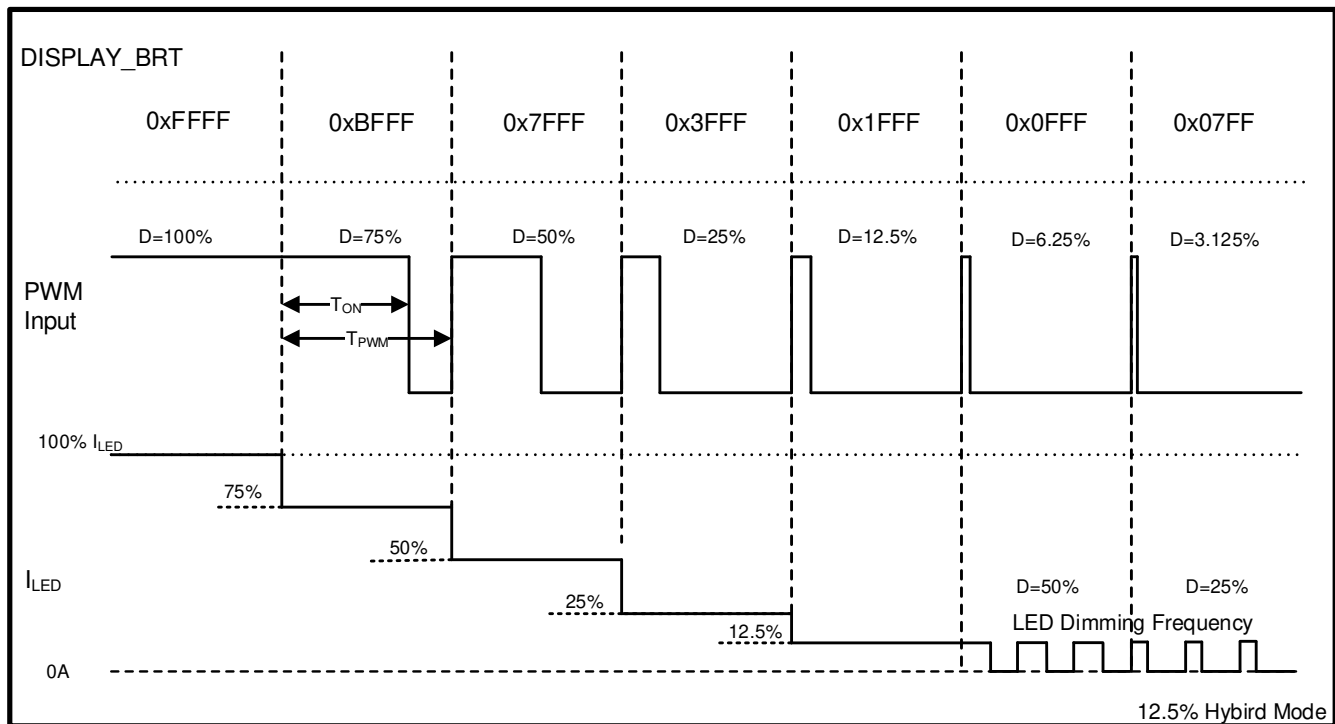 DISPLAY_BRT
0xFFFF 0xBFFF 0x7FFF 0x3FFF 0x1FFF 0x0FFF 0x07FF
D=100% D=75% D=50% D=25% D=12.5% D=6.25% D=3.125%
PWM
Input
TON
TPWM
100% ILED
75%
50%
ILED
25%
12.5%
D=50% D=25%
LED Dimming Frequency
0A
12.5% Hybird Mode